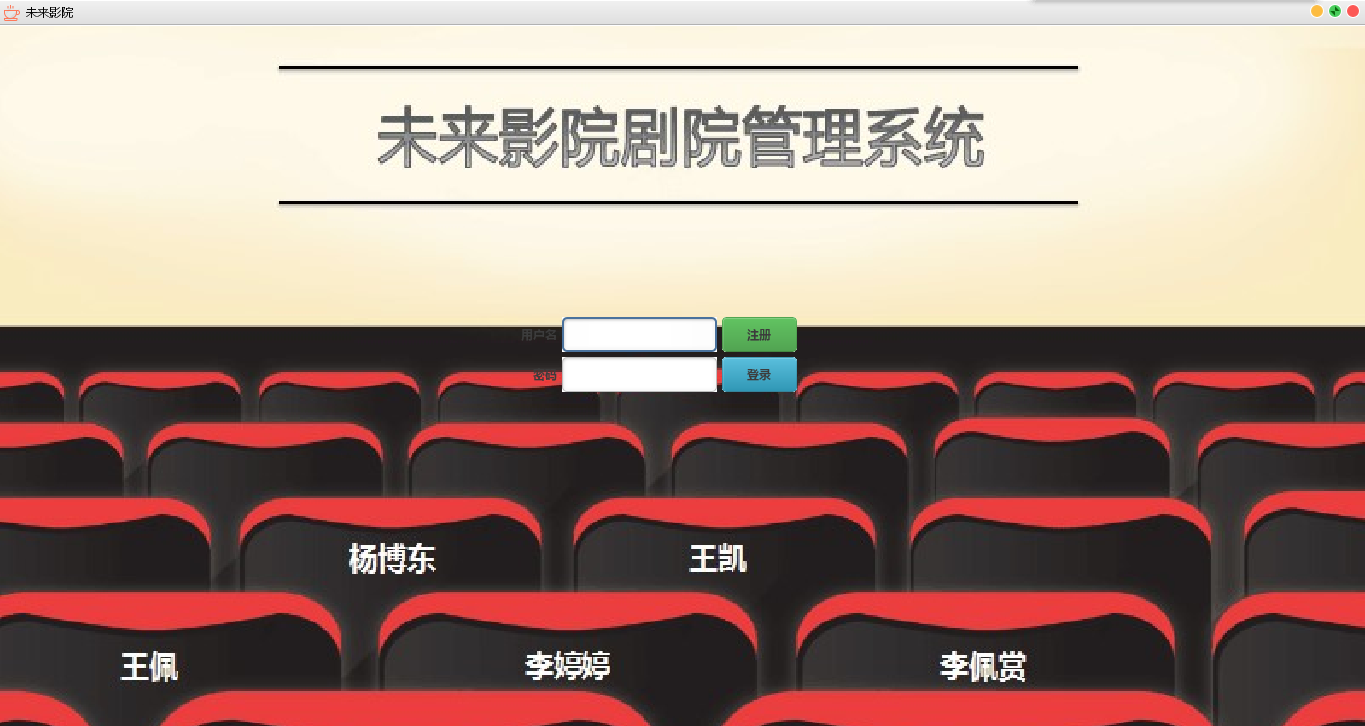 未来影院
未来影院剧院管理系统
用户名
注册
密码
登录
杨博东 王凯
王佩 李婷婷 李佩赏